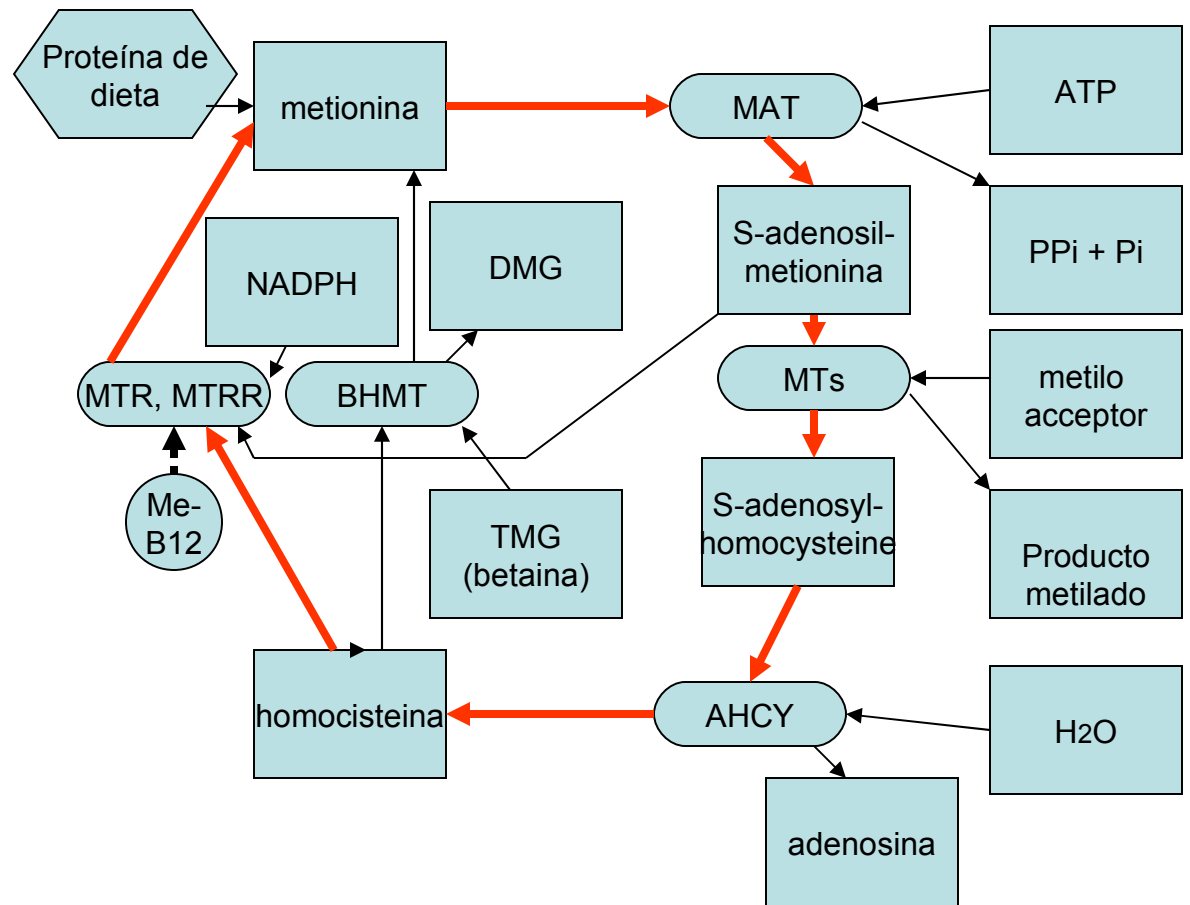 Proteína de
dieta
metionina
MAT
ATP
S-adenosil-
metionina
PPi + Pi
NADPH
DMG
MTR, MTRR
BHMT
MTs
metilo
acceptor
Me-
B12
TMG
(betaina)
S-adenosyl-
homocysteine
Producto
metilado
homocisteina
AHCY
H2O
adenosina